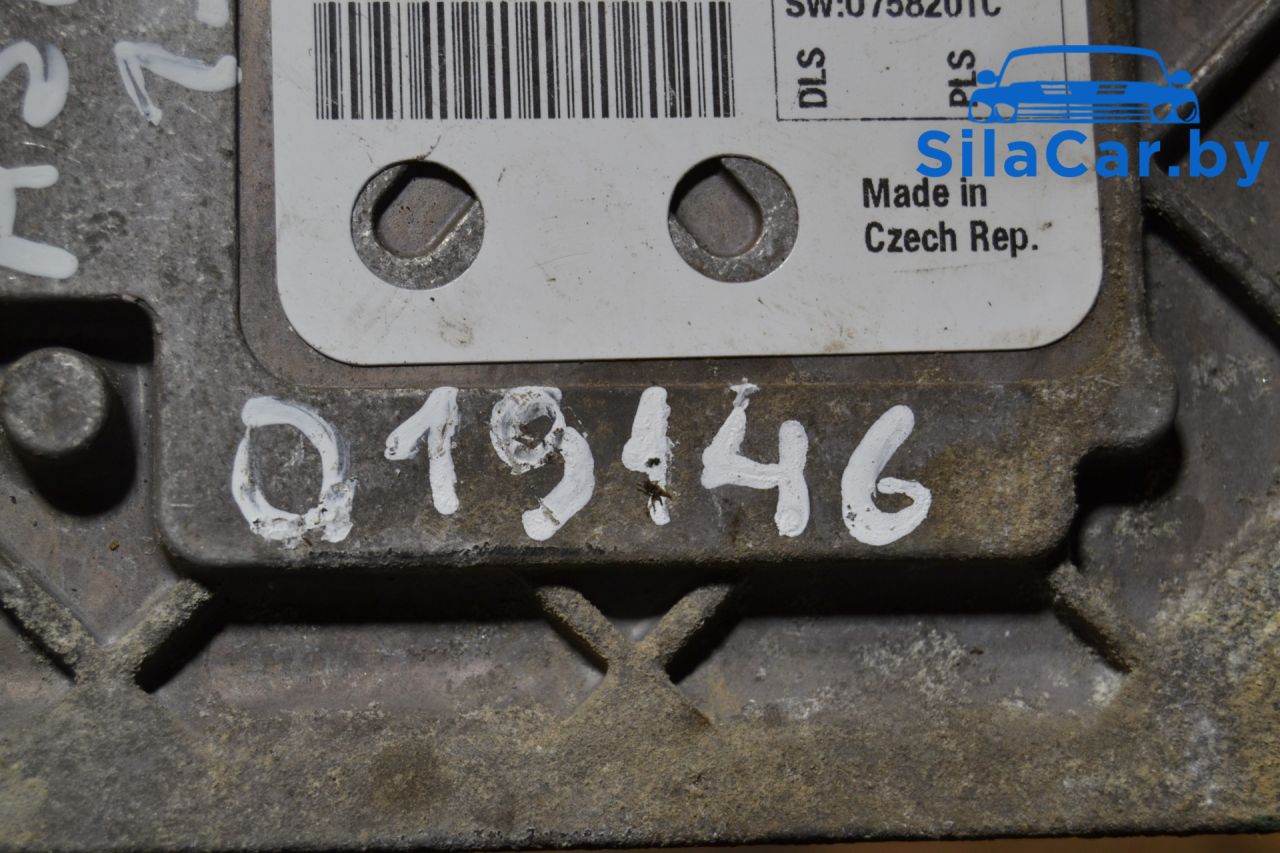 SW:0758201C
DLS
PLS
SilaCar.by
Made in
Czech Rep.
019146